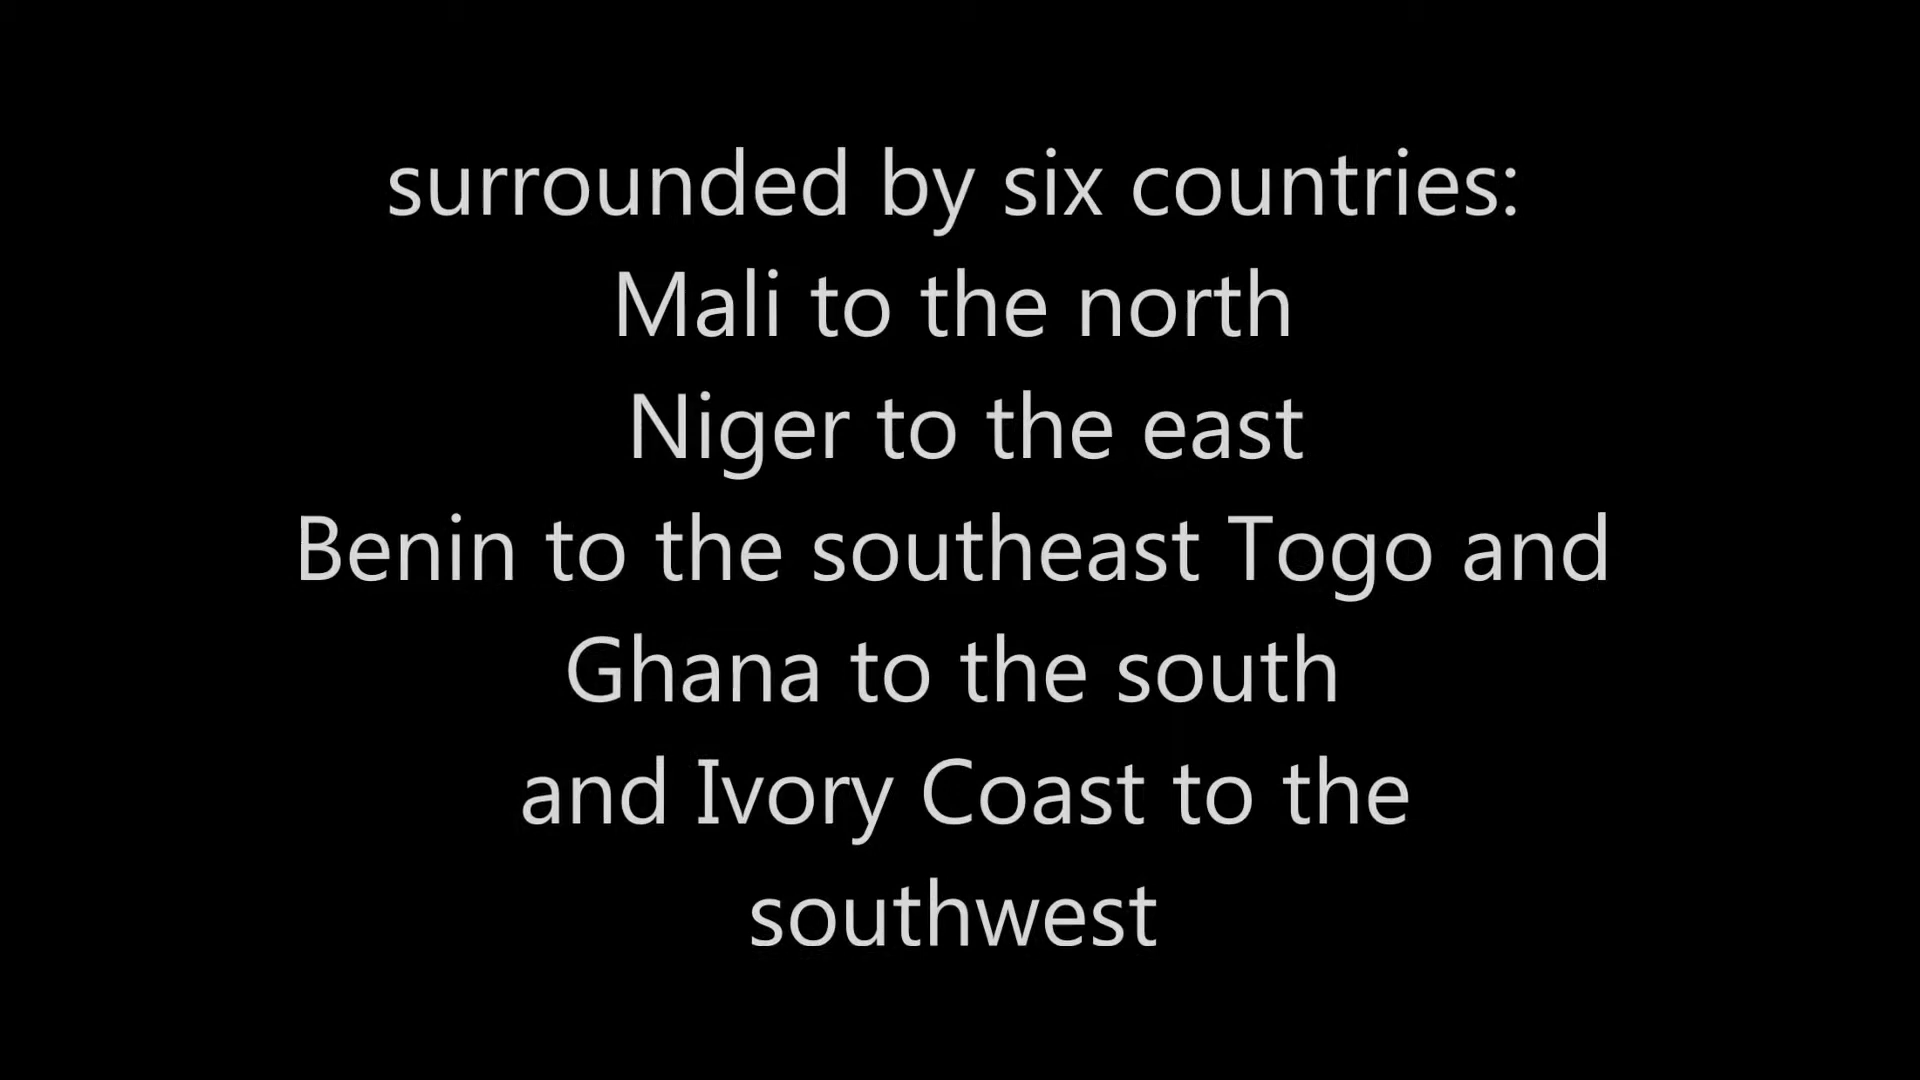 surrounded by six countries:
Mali to the north
Niger to the east
Benin to the southeast Togo and
Ghana to the south
and Ivory Coast to the
southwest